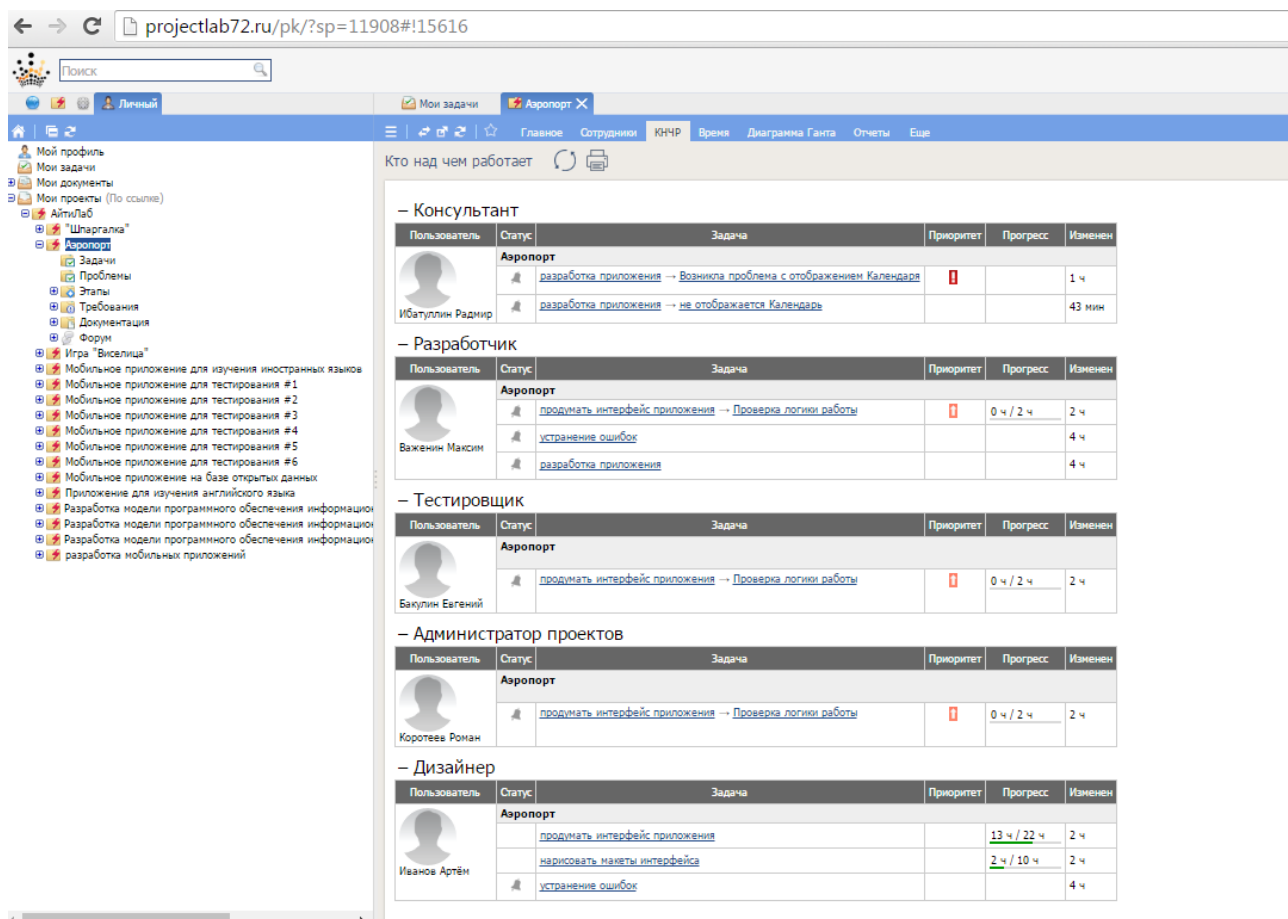 projectlab72.ru/pk/?sp=11908#!15616
Поиск
Личный
Мои задачи
Аэропорт
Главное Сотрудники КНЧР Время Диаграмма Ганта Отчеты Еще
Мой профиль
Мои задачи
Мои документы
Мои проекты (По ссылке)
АйтиЛаб
"Шпаргалка"
Аэропорт
Задачи
Проблемы
Этапы
Требования
Документация
Форум
Игра "Виселица"
Мобильное приложение для изучения иностранных языков
Мобильное приложение для тестирования #1
Мобильное приложение для тестирования #2
Мобильное приложение для тестирования #3
Мобильное приложение для тестирования #4
Мобильное приложение для тестирования #5
Мобильное приложение для тестирования #6
Мобильное приложение на базе открытых данных
Приложение для изучения английского языка
Разработка модели программного обеспечения информацион
Разработка модели программного обеспечения информацион
Разработка модели программного обеспечения информацион
разработка мобильных приложений
Кто над чем работает
– Консультант
Пользователь Статус Задача Приоритет Прогресс Изменен
Аэропорт
разработка приложения → Возникла проблема с отображением Календаря 1 ч
разработка приложения → не отображается Календарь 43 мин
Ибатуллин Радмир
– Разработчик
Пользователь Статус Задача Приоритет Прогресс Изменен
Аэропорт
продумать интерфейс приложения → Проверка логики работы 0 ч / 2 ч 2 ч
устранение ошибок 4 ч
Важенин Максим
разработка приложения 4 ч
– Тестировщик
Пользователь Статус Задача Приоритет Прогресс Изменен
Аэропорт
продумать интерфейс приложения → Проверка логики работы 0 ч / 2 ч 2 ч
Бакулин Евгений
– Администратор проектов
Пользователь Статус Задача Приоритет Прогресс Изменен
Аэропорт
продумать интерфейс приложения → Проверка логики работы 0 ч / 2 ч 2 ч
Коротеев Роман
– Дизайнер
Пользователь Статус Задача Приоритет Прогресс Изменен
Аэропорт
продумать интерфейс приложения 13 ч / 22 ч 2 ч
нарисовать макеты интерфейса 2 ч / 10 ч 2 ч
Иванов Артём
устранение ошибок 4 ч